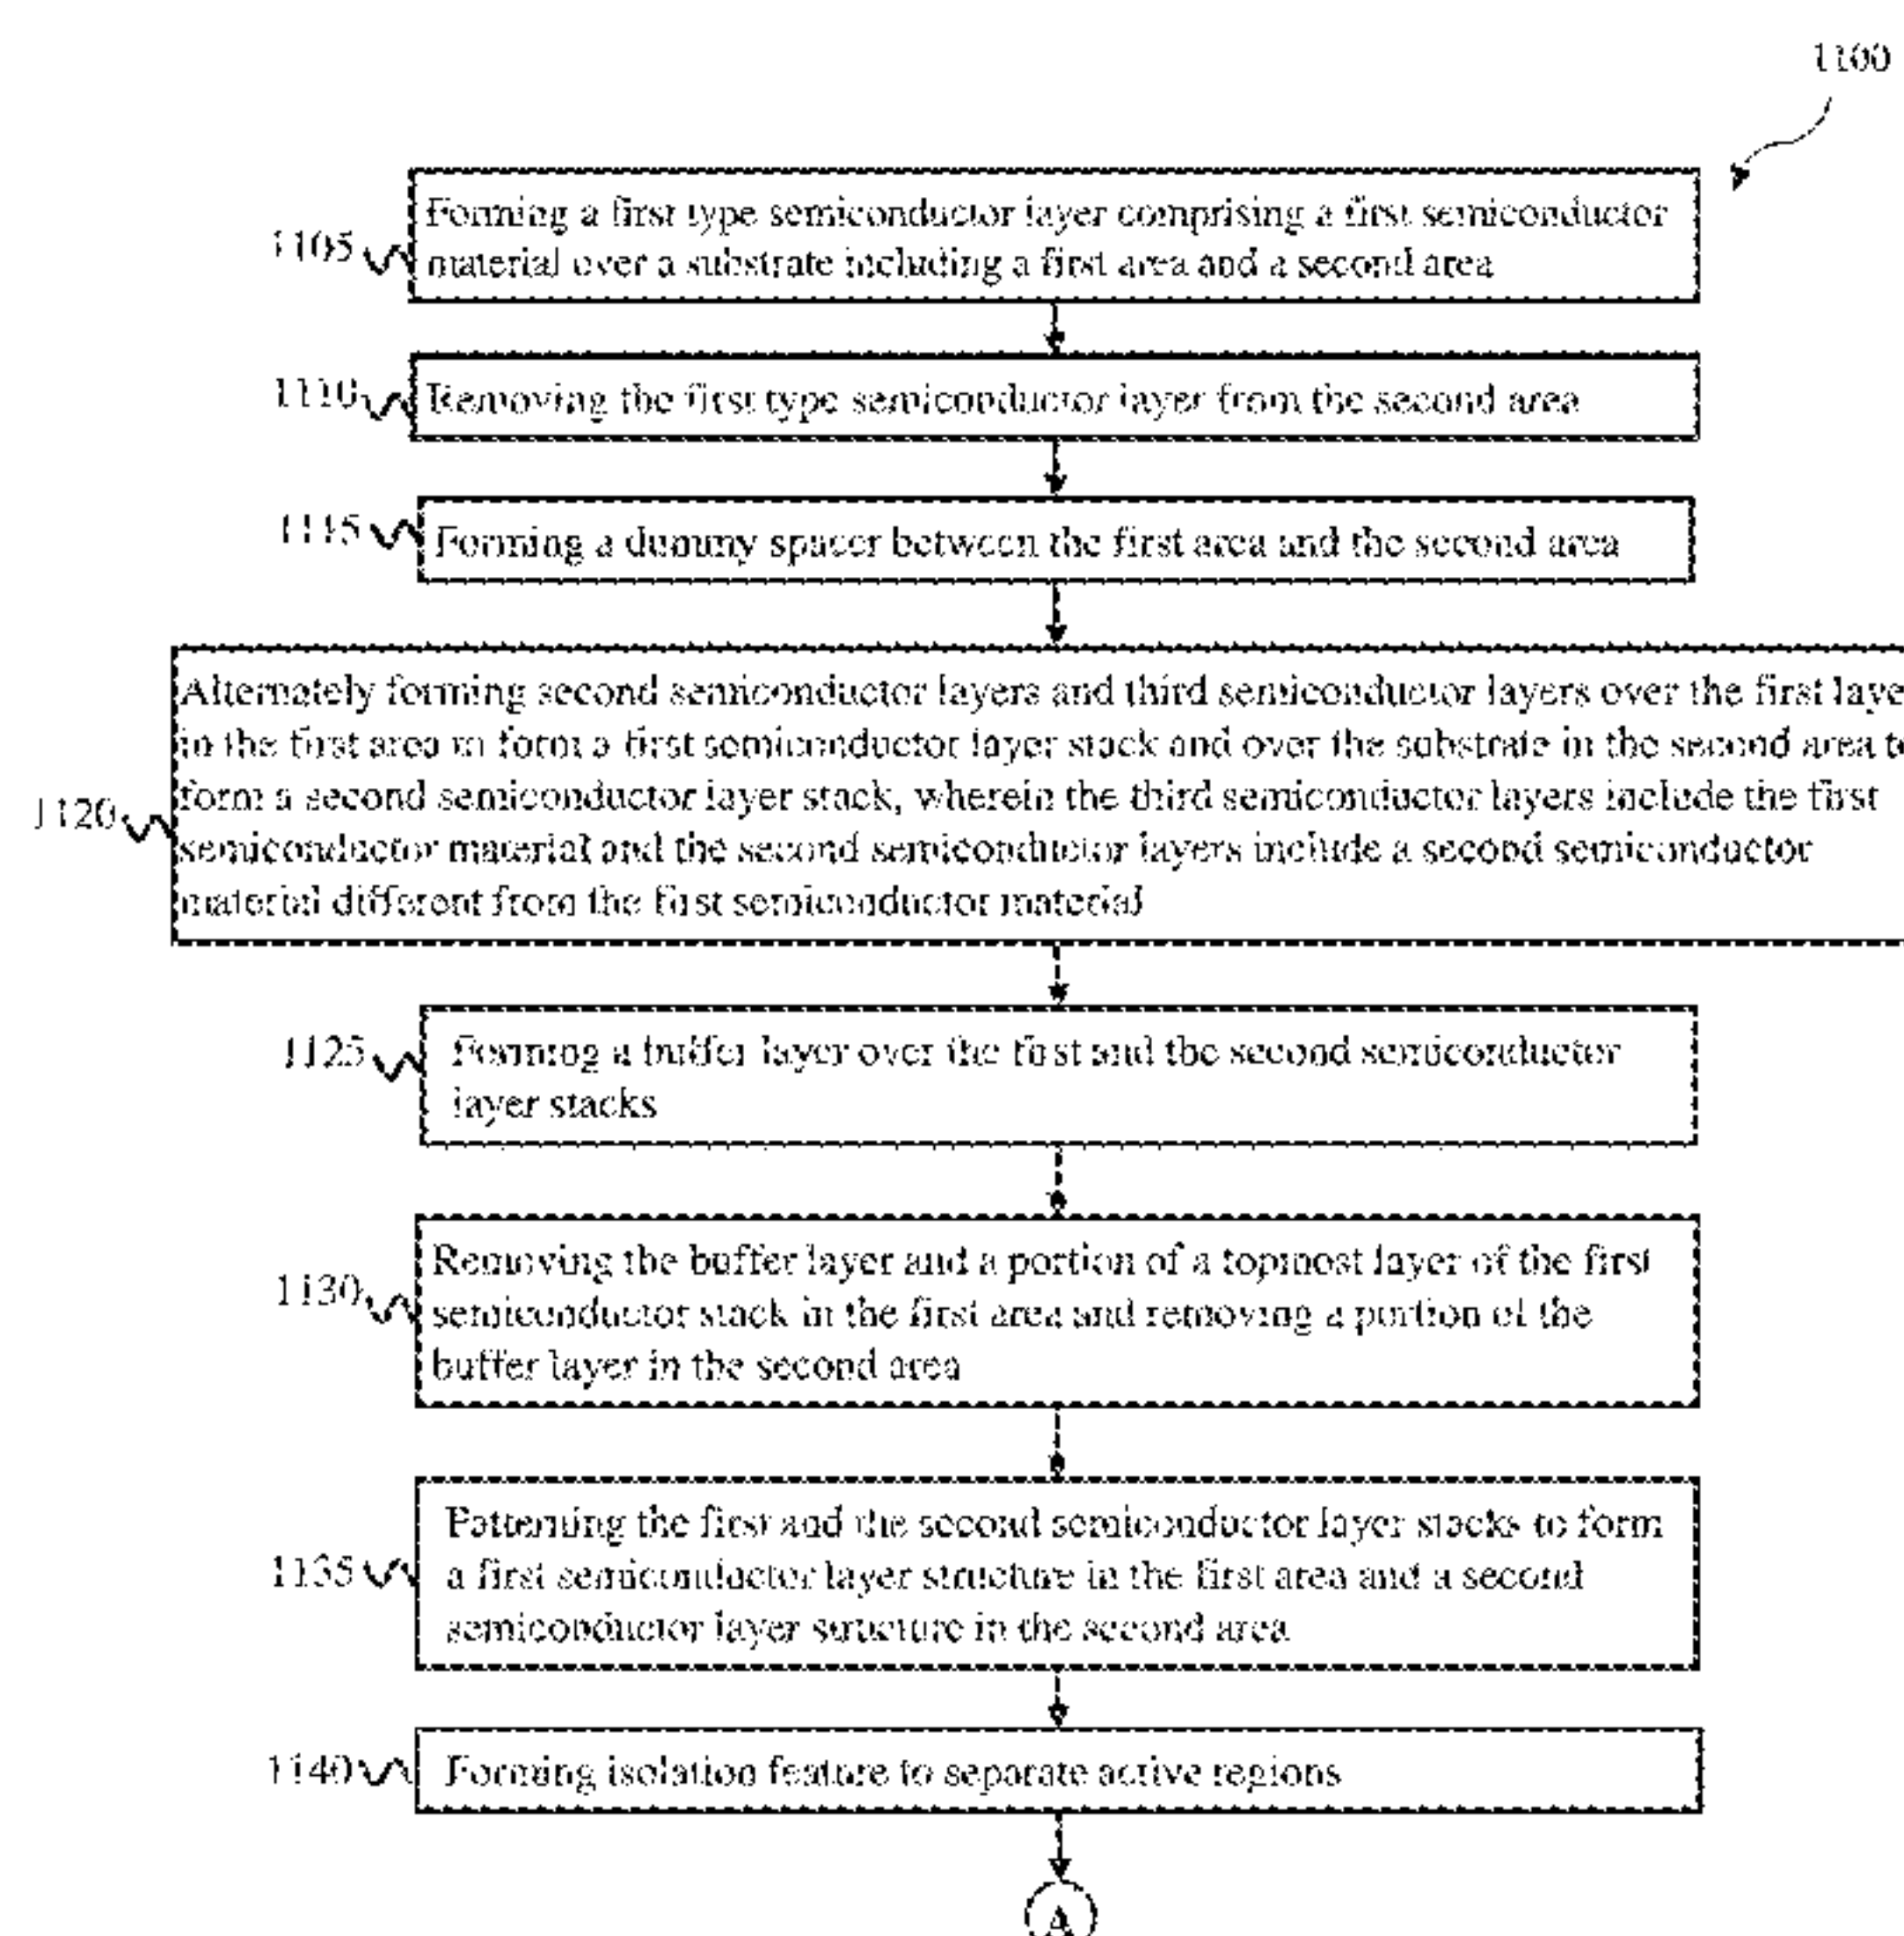 1100
Forming a first type semiconductor layer comprising a first semiconductor
1105
material over a substrate including a first area and a second area
1110
Removing the first type semiconductor layer from the second area
1115
Forming a dummy spacer between the first area and the second area
Alternately forming second semiconductor layers and third semiconductor layers over the first laye
in the first area to form a first semiconductor layer stack and over the substrate in the second area to
form a second semiconductor layer stack, wherein the third semiconductor layers include the first
1120
semiconductor material and the second semiconductor layers include a second semiconductor
material different from the first semiconductor material
1125
Forming a buffer layer over the first and the second semiconductor
layer stacks
Removing the buffer layer and a portion of a topmost layer of the first
1130
semiconductor stack in the first area and removing a portion of the
buffer layer in the second area
Patterning the first and the second semiconductor layer stacks to form
1135
a first semiconductor layer structure in the first area and a second
semiconductor layer structure in the second area
1140
Forming isolation feature to separate active regions
A